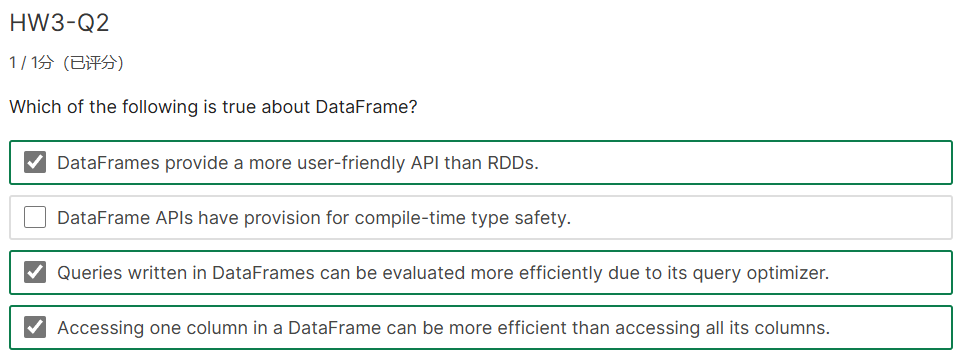 HW3-Q2
1 / 1分（已评分）
Which of the following is true about DataFrame?
DataFrames provide a more user-friendly API than RDDs.
DataFrame APIs have provision for compile-time type safety.
Queries written in DataFrames can be evaluated more efficiently due to its query optimizer.
Accessing one column in a DataFrame can be more efficient than accessing all its columns.